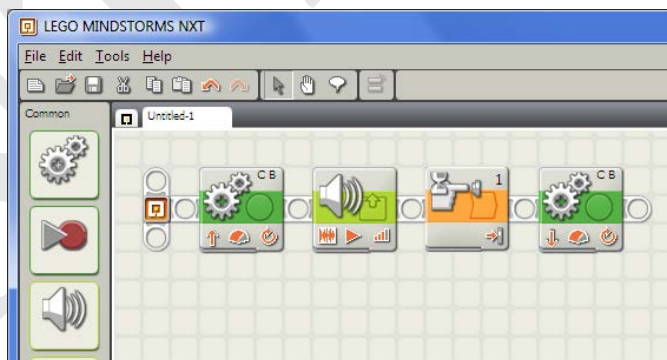 LEGO MINDSTORMS NXT
File Edit Tools Help
Common
Untitled-1
C B
1
C B